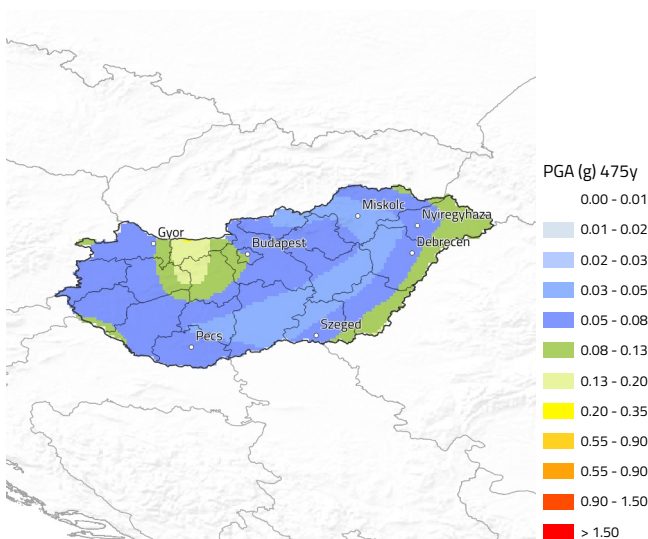 PGA (g) 475y
0.00 - 0.01
0.01 - 0.02
0.02 - 0.03
0.03 - 0.05
0.05 - 0.08
0.08 - 0.13
0.13 - 0.20
0.20 - 0.35
0.55 - 0.90
0.55 - 0.90
0.90 - 1.50
> 1.50
Miskolc
Nyiregyhaza
Gyor
Budapest
Debrecen
Szeged
Pecs